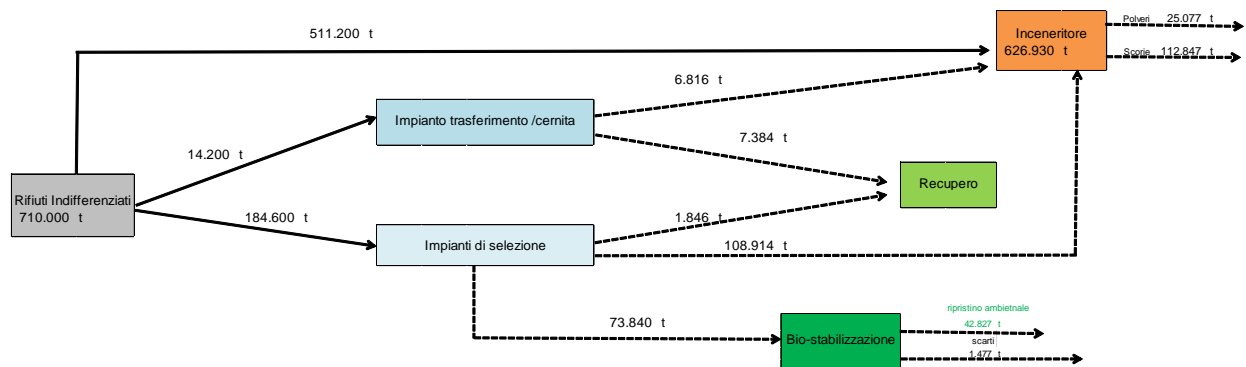 511.200 t
Inceneritore
626.930 t
Polveri 25.077 t
Scorie 112.847 t
6.816 t
Impianto trasferimento /cernita
14.200 t
7.384 t
Rifiuti Indifferenziati
710.000 t
Recupero
184.600 t
Impianti di selezione
1.846 t
108.914 t
73.840 t
Bio-stabilizzazione
ripristino ambietnale
42.827 t
scarti
1.477 t